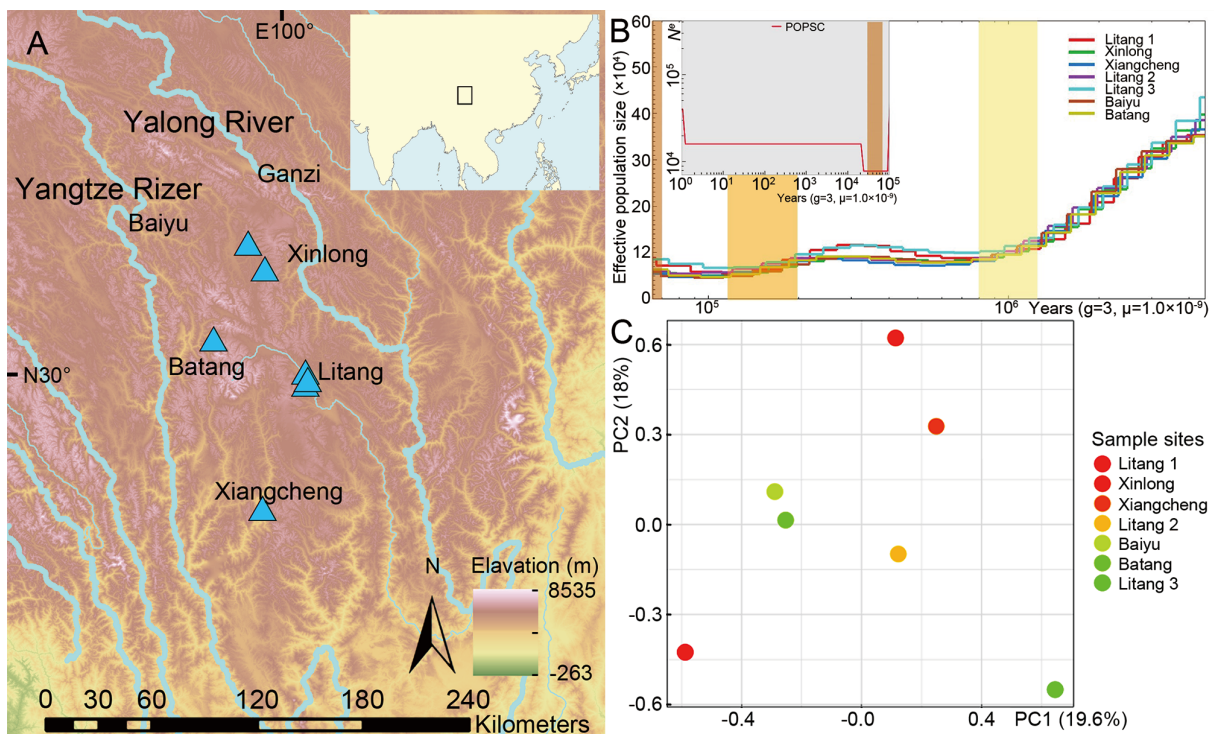 A
E100°
Yalong River
Ganzi
Yangtze Rizer
Baiyu
Xinlong
Batang
Litang
N30°
Xiangcheng
N
Elavation (m)
8535
-263
0 30 60 120 180 240
Kilometers
B
Effective population size (×10⁴)
60
50
40
30
20
12
0
10⁵
10⁶
Years (g=3, μ=1.0×10⁻⁹)
Litang 1
Xinlong
Xiangcheng
Litang 2
Litang 3
Baiyu
Batang
POPSC
Ne
10⁵
10⁴
10⁰ 10¹ 10² 10³ 10⁴ 10⁵
Years (g=3, μ=1.0×10⁻⁹)
C
PC2 (18%)
0.6
0.3
0.0
-0.3
-0.6
-0.4
-0.0
0.4
PC1 (19.6%)
Sample sites
Litang 1
Xinlong
Xiangcheng
Litang 2
Baiyu
Batang
Litang 3